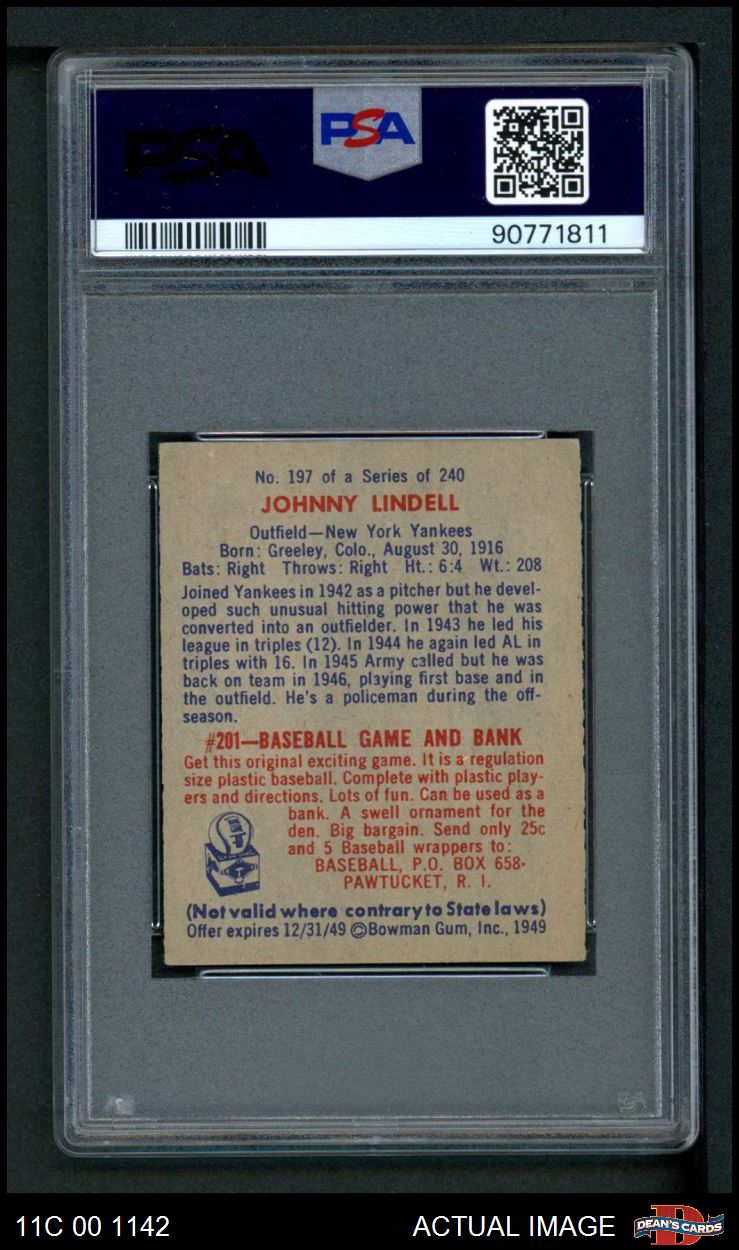 PSA
PSA
90771811
No. 197 of a Series of 240
JOHNNY LINDELL
Outfield—New York Yankees
Born: Greeley, Colo., August 30, 1916
Bats: Right Throws: Right Ht.: 6:4 Wt.: 208
Joined Yankees in 1942 as a pitcher but he devel-
oped such unusual hitting power that he was
converted into an outfielder. In 1943 he led his
league in triples (12). In 1944 he again led AL in
triples with 16. In 1945 Army called but he was
back on team in 1946, playing first base and in
the outfield. He's a policeman during the off-
season.
#201—BASEBALL GAME AND BANK
Get this original exciting game. It is a regulation
size plastic baseball. Complete with plastic play-
ers and directions. Lots of fun. Can be used as a
bank. A swell ornament for the
den. Big bargain. Send only 25c
and 5 Baseball wrappers to:
BASEBALL, P.O. BOX 658-
PAWTUCKET, R. I.
(Not valid where contrary to State laws)
Offer expires 12/31/49 ©Bowman Gum, Inc., 1949
11C 00 1142
ACTUAL IMAGE
DEAN'S CARDS